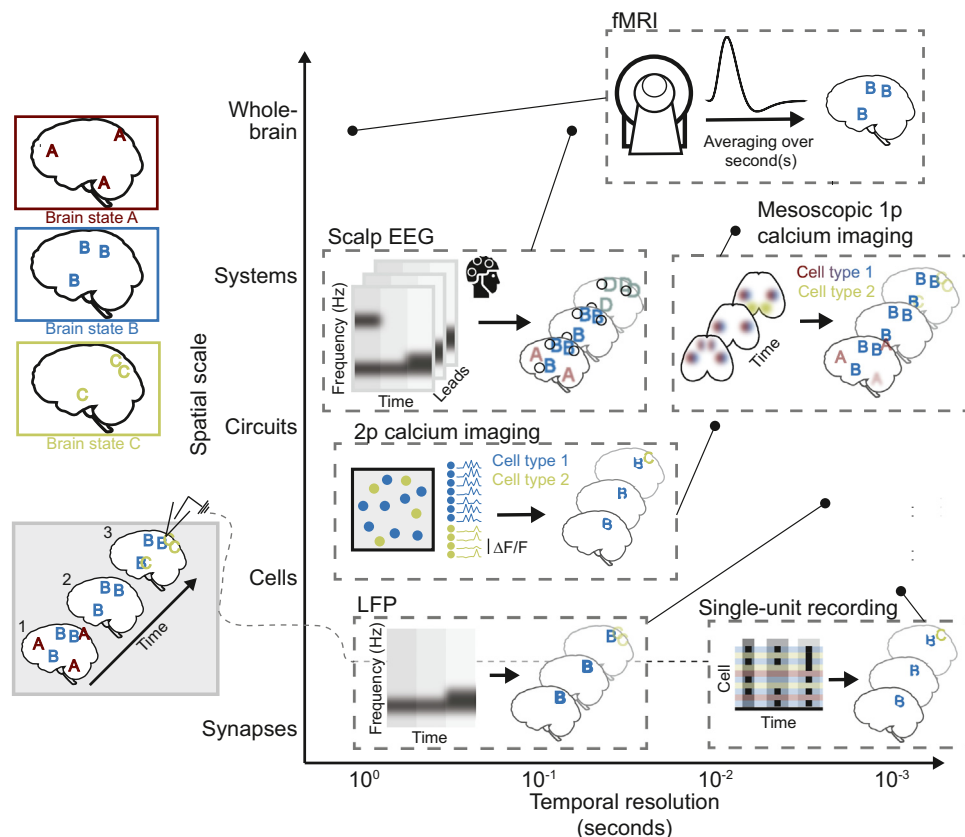 fMRI
Whole-
brain
B B
B
Averaging over
second(s)
A
A
A
Brain state A
Mesoscopic 1p
calcium imaging
Scalp EEG
B B
B
Brain state B
Systems
Frequency (Hz)
Time
Leads
D D
D
B B
B
B B
A
B
A
Time
Cell type 1
Cell type 2
C
B B
B
C
B B
A
B
A
A
C
C
C
Brain state C
Spatial scale
Circuits
2p calcium imaging
Cell type 1
Cell type 2
ΔF/F
B C
B
B
3
B B
C
C
B
C
2
B B
B
1
B
B A
A
B
A
Time
Cells
LFP
Frequency (Hz)
Time
B C
C
B
B
Single-unit recording
Cell
Time
B C
B
B
Synapses
10⁰
10⁻¹
10⁻²
10⁻³
Temporal resolution
(seconds)